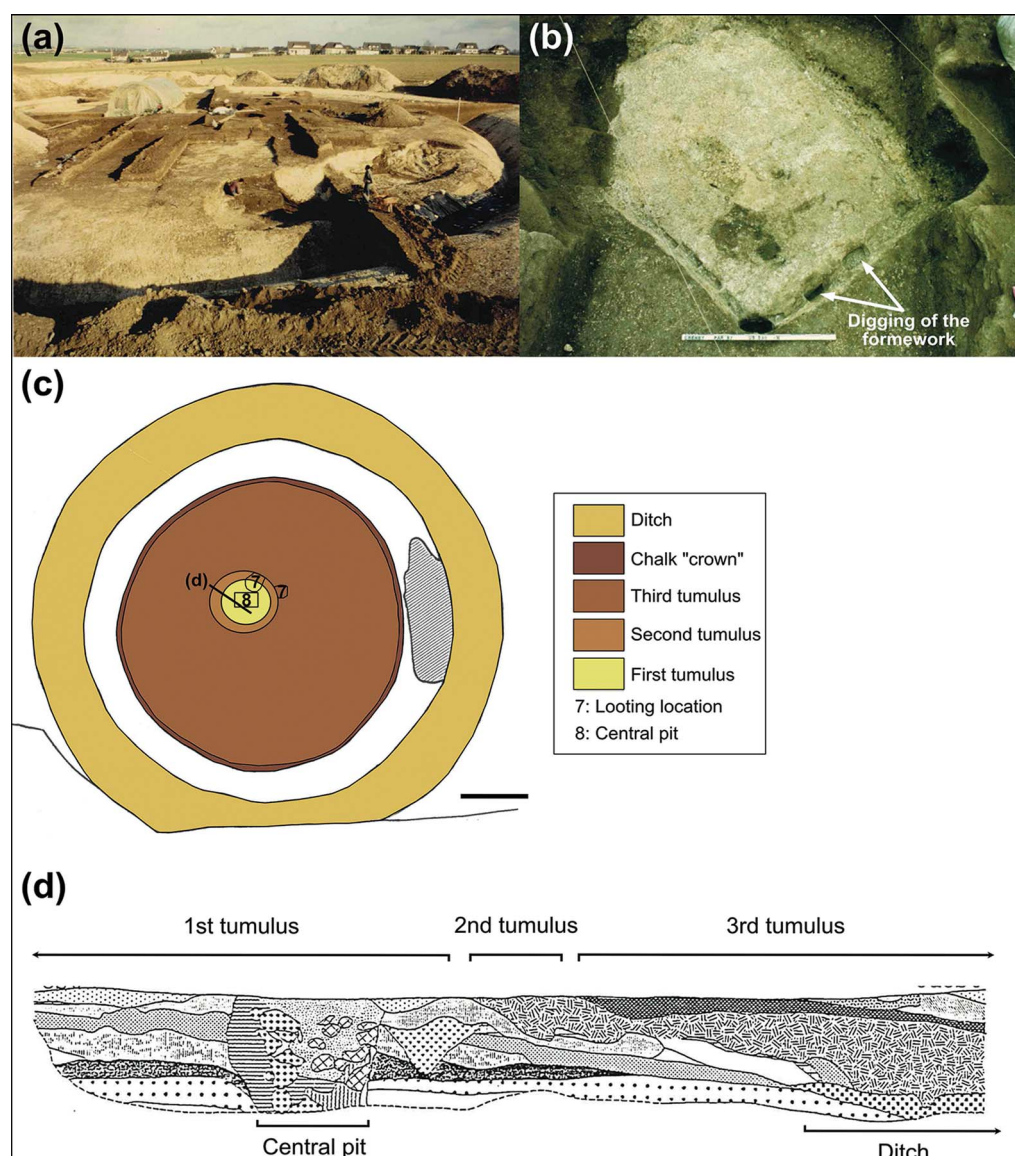 (a)
(b)
Digging of the
formework
(c)
(d)
7
7
8
Ditch
Chalk "crown"
Third tumulus
Second tumulus
First tumulus
7: Looting location
8: Central pit
(d)
1st tumulus
2nd tumulus
3rd tumulus
Central pit
Ditch